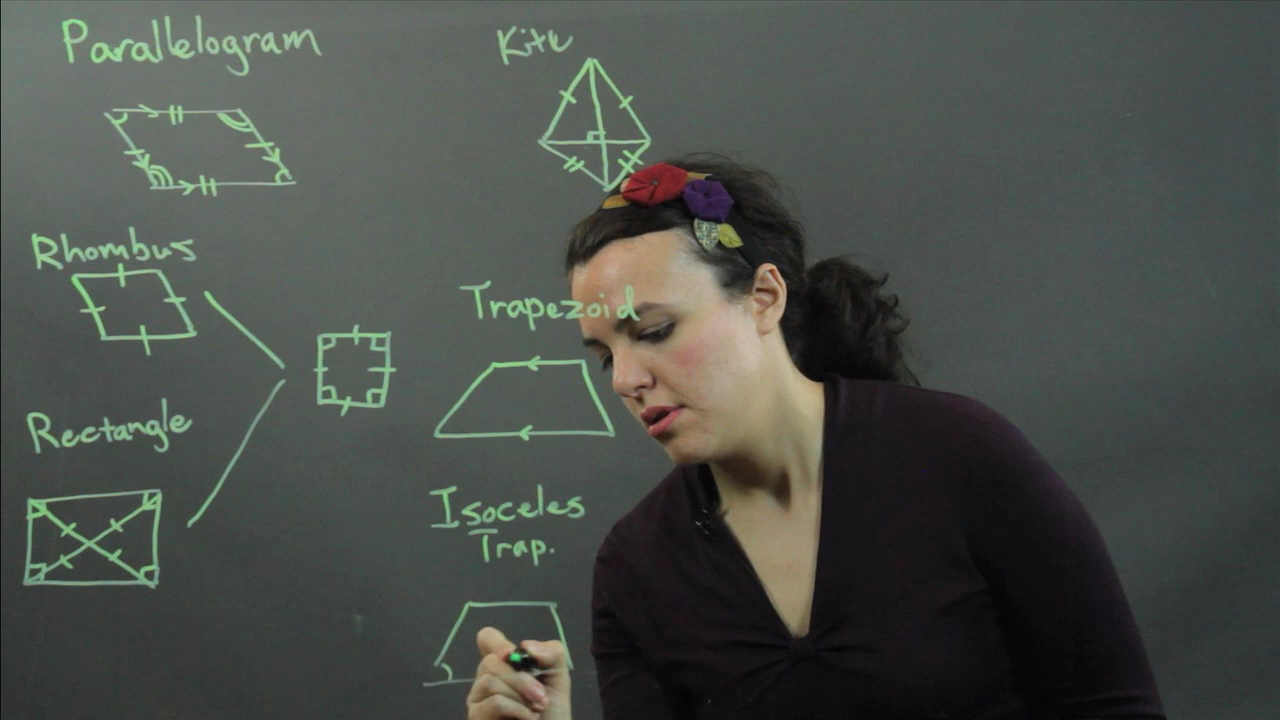 Parallelogram
Kite
Rhombus
Trapezoid
Rectangle
Isoceles
Trap.